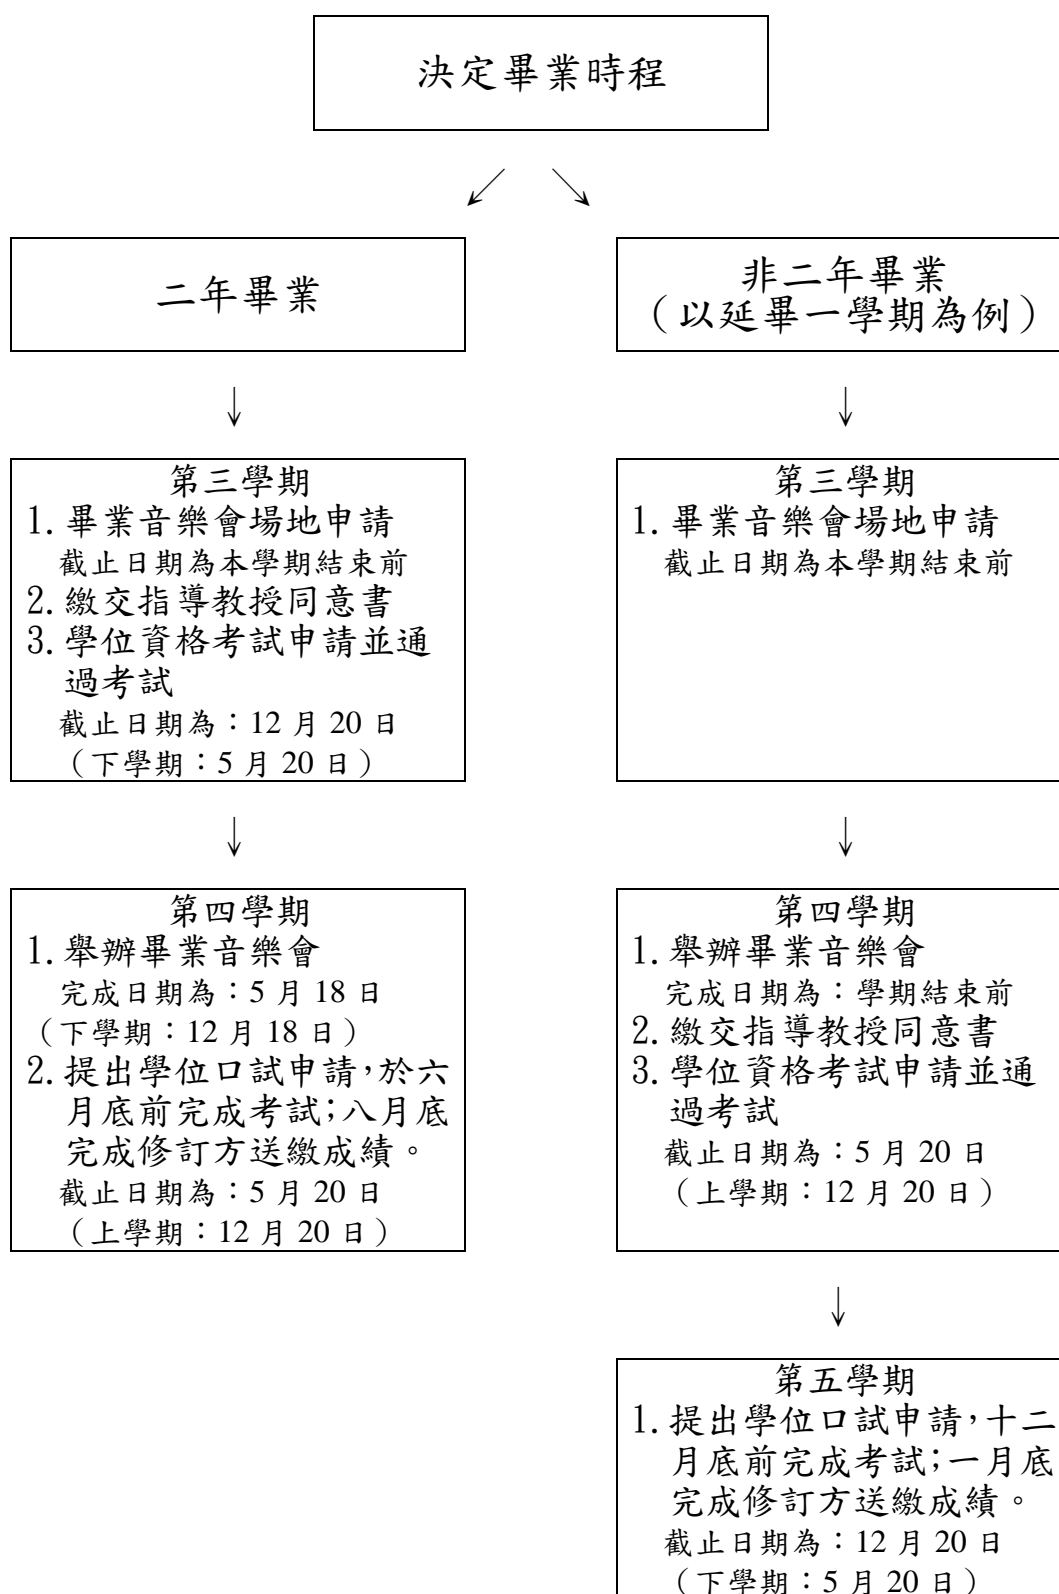 決定畢業時程
二年畢業
非二年畢業
（以延畢一學期為例）
第三學期
1. 畢業音樂會場地申請
截止日期為本學期結束前
2. 繳交指導教授同意書
3. 學位資格考試申請並通
過考試
截止日期為：12 月 20 日
（下學期：5 月 20 日）
第三學期
1. 畢業音樂會場地申請
截止日期為本學期結束前
第四學期
1. 舉辦畢業音樂會
完成日期為：5 月 18 日
（下學期：12 月 18 日）
2. 提出學位口試申請，於六
月底前完成考試；八月底
完成修訂方送繳成績。
截止日期為：5 月 20 日
（上學期：12 月 20 日）
第四學期
1. 舉辦畢業音樂會
完成日期為：學期結束前
2. 繳交指導教授同意書
3. 學位資格考試申請並通
過考試
截止日期為：5 月 20 日
（上學期：12 月 20 日）
第五學期
1. 提出學位口試申請，十二
月底前完成考試；一月底
完成修訂方送繳成績。
截止日期為：12 月 20 日
（下學期：5 月 20 日）